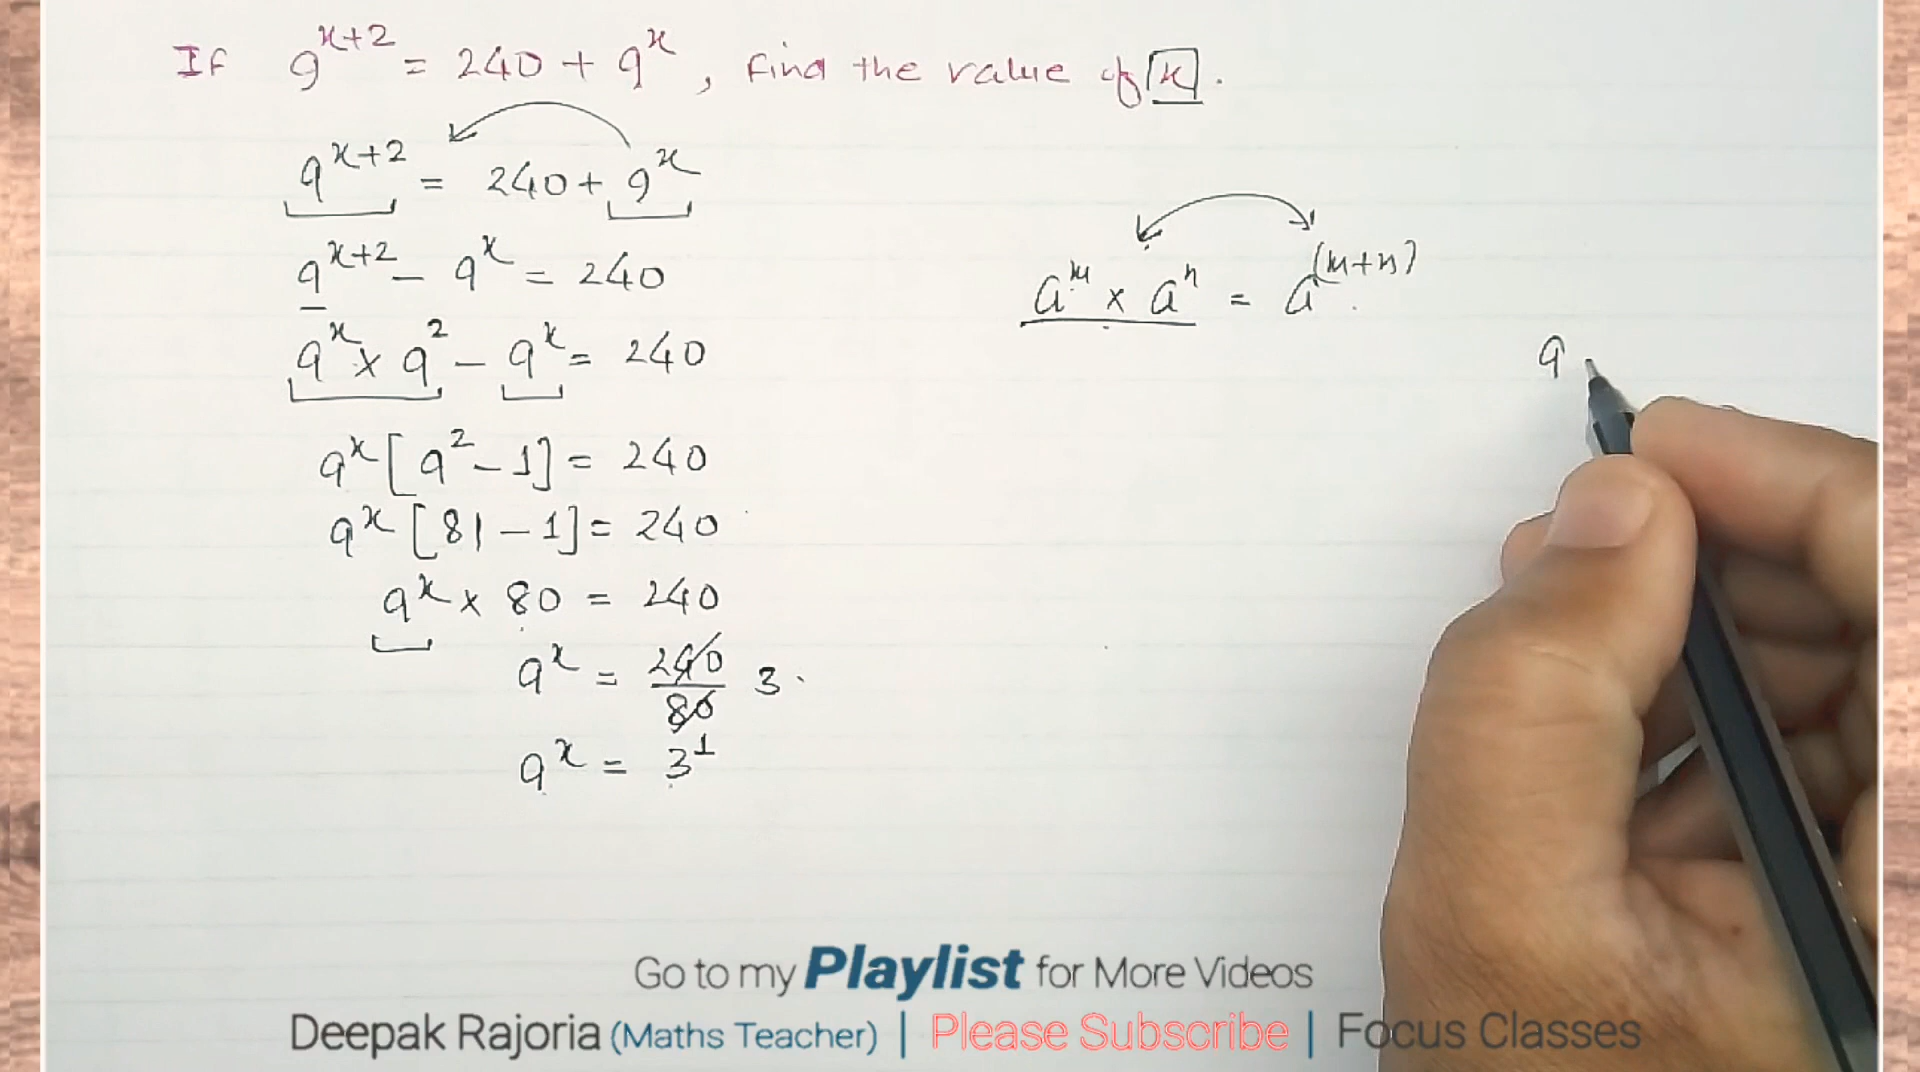 If 9^{x+2} = 240 + 9^x, find the value of x.
9^{x+2} = 240 + 9^x
9^{x+2} - 9^x = 240
9^x × 9^2 - 9^x = 240
9^x [9^2 - 1] = 240
9^x [81 - 1] = 240
9^x × 80 = 240
9^x = 240/80 3.
9^x = 3^1
a^m × a^n = a^{(m+n)}
9
Go to my Playlist for More Videos
Deepak Rajoria (Maths Teacher) | Please Subscribe | Focus Classes